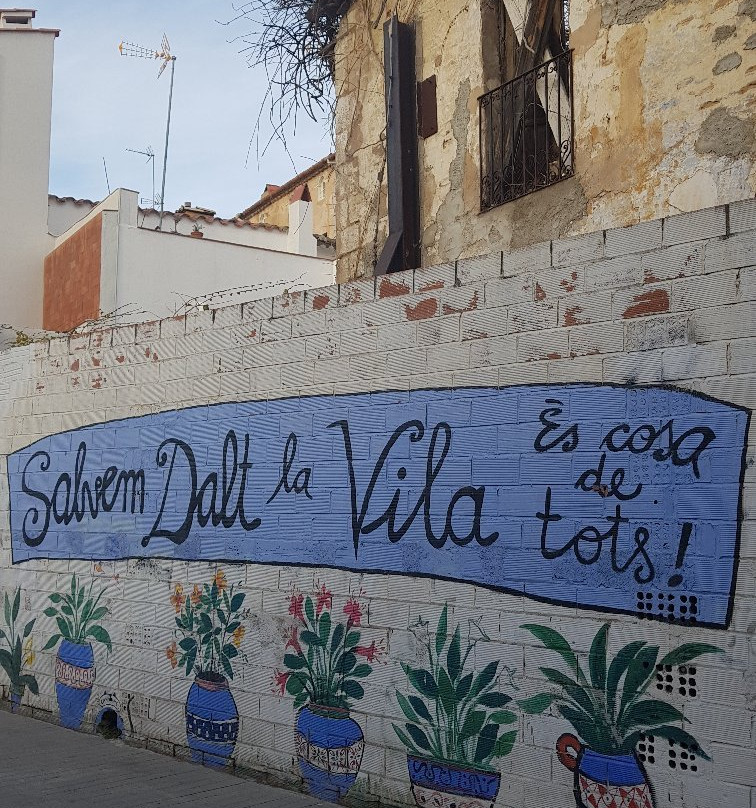 Salvem Dalt la Vila
És cosa
de
tots!